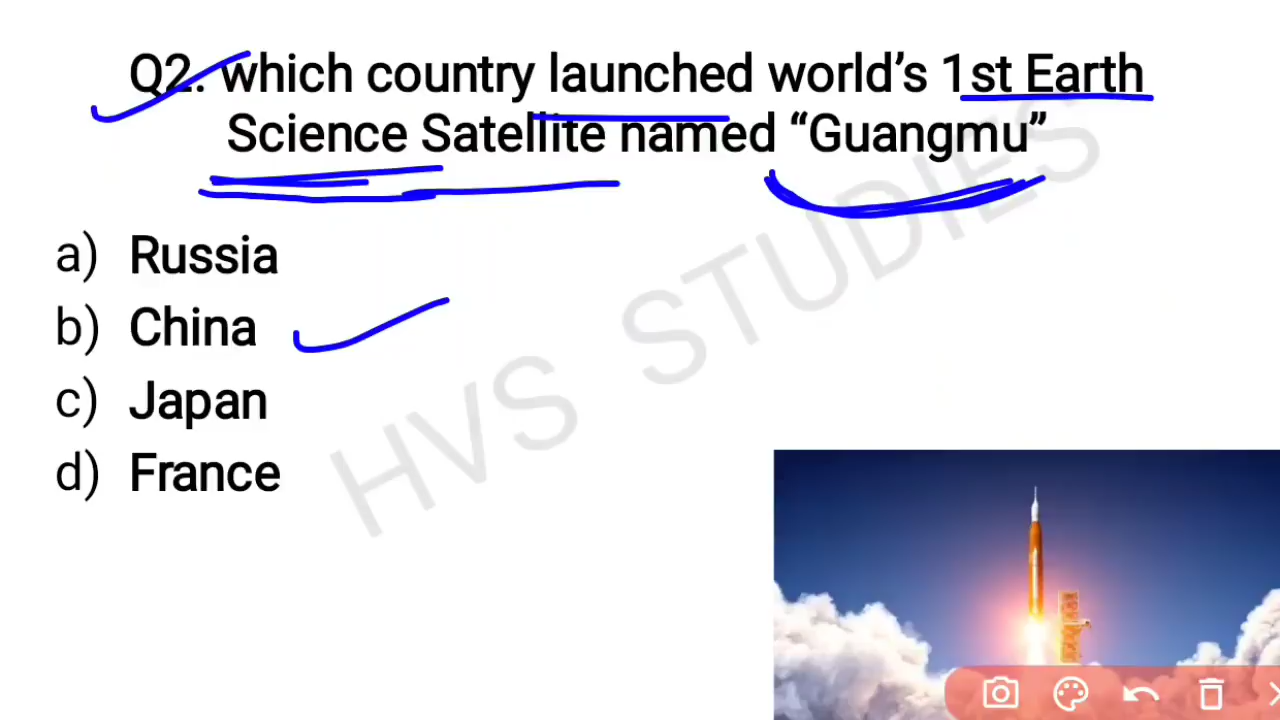 Q2. which country launched world's 1st Earth
Science Satellite named “Guangmu”
a) Russia
b) China
c) Japan
d) France
HVS STUDIES